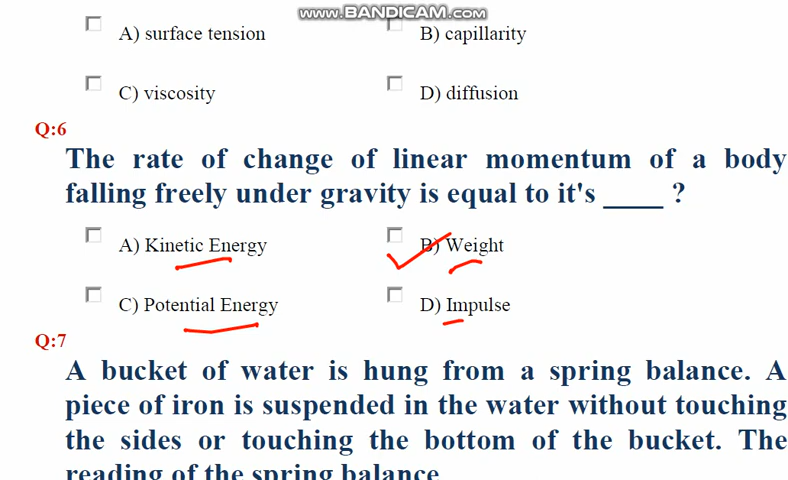 www.BANDICAM.com
A) surface tension B) capillarity
C) viscosity D) diffusion
Q:6
The rate of change of linear momentum of a body
falling freely under gravity is equal to it's ____ ?
A) Kinetic Energy B) Weight
C) Potential Energy D) Impulse
Q:7
A bucket of water is hung from a spring balance. A
piece of iron is suspended in the water without touching
the sides or touching the bottom of the bucket. The
reading of the spring balance